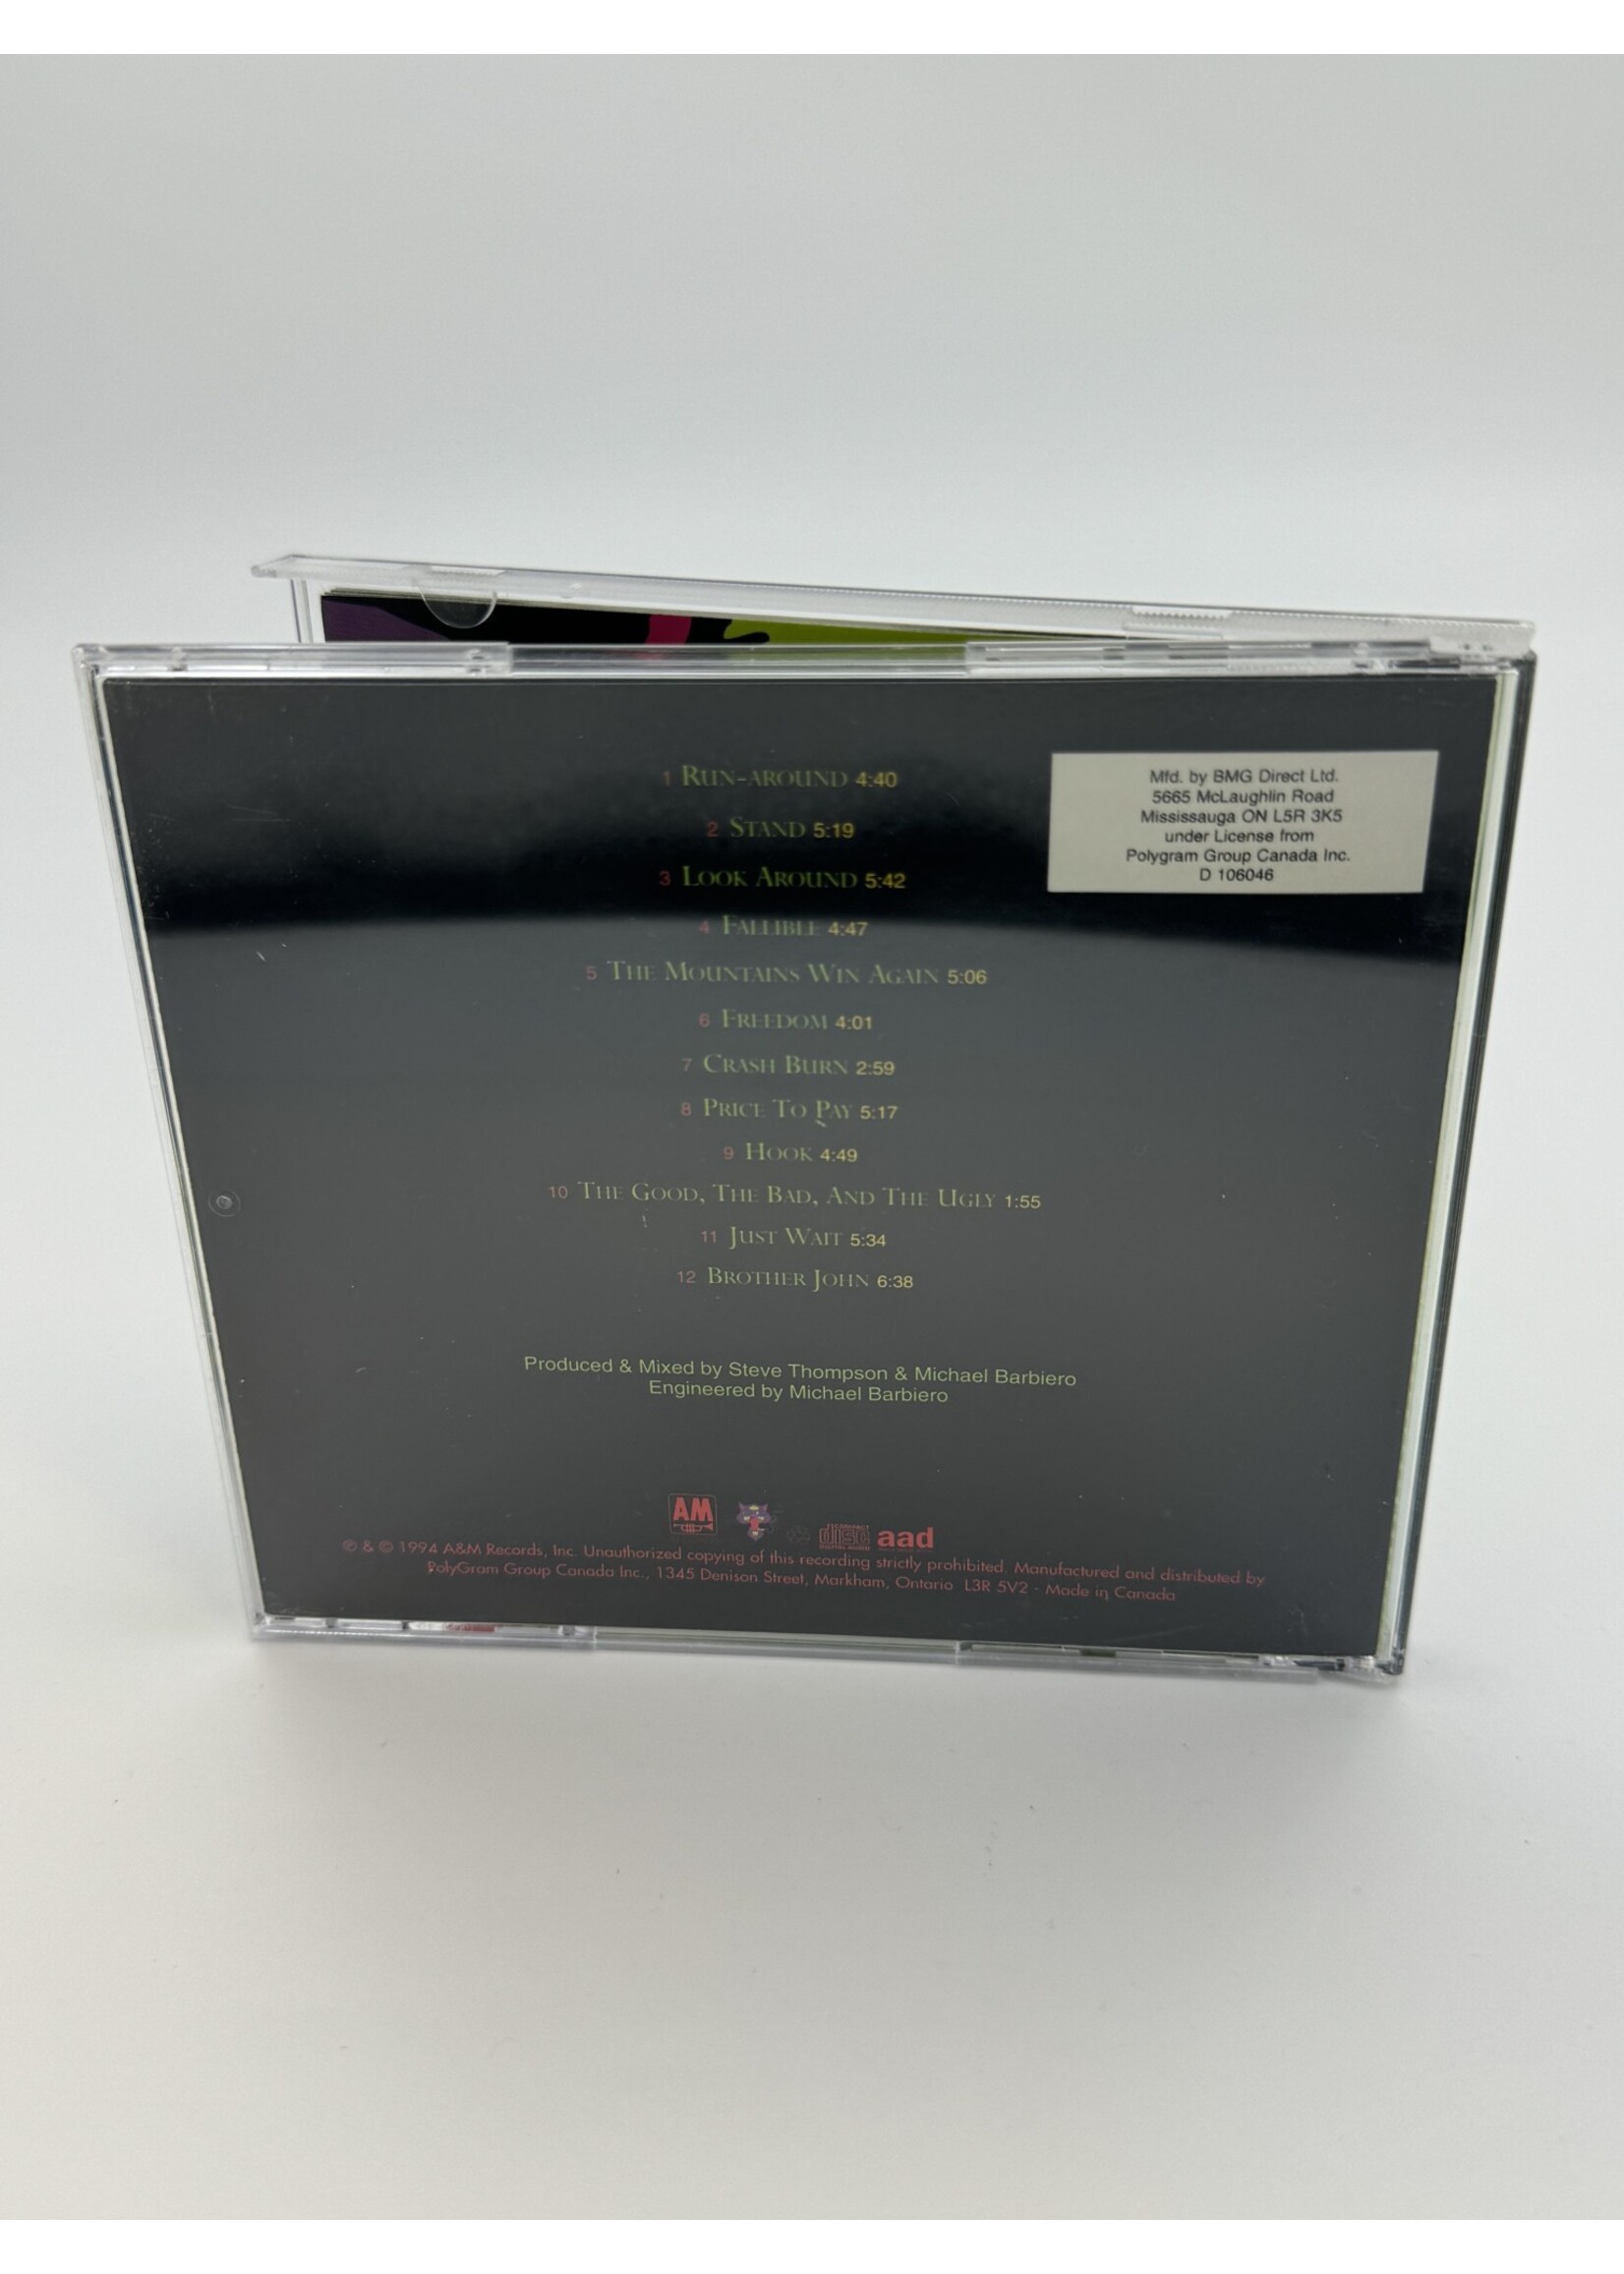 1 Run-around 4:40
2 Stand 5:19
3 Look Around 5:42
4 Fallible 4:47
5 The Mountains Win Again 5:06
6 Freedom 4:01
7 Crash Burn 2:59
8 Price To Pay 5:17
9 Hook 4:49
10 The Good, The Bad, And The Ugly 1:55
11 Just Wait 5:34
12 Brother John 6:38
Mfd. by BMG Direct Ltd.
5665 McLaughlin Road
Mississauga ON L5R 3K5
under License from
Polygram Group Canada Inc.
D 106046
Produced & Mixed by Steve Thompson & Michael Barbiero
Engineered by Michael Barbiero
AM
COMPACT disc DIGITAL AUDIO
aad
℗ & © 1994 A&M Records, Inc. Unauthorized copying of this recording strictly prohibited. Manufactured and distributed by
PolyGram Group Canada Inc., 1345 Denison Street, Markham, Ontario L3R 5V2 - Made in Canada